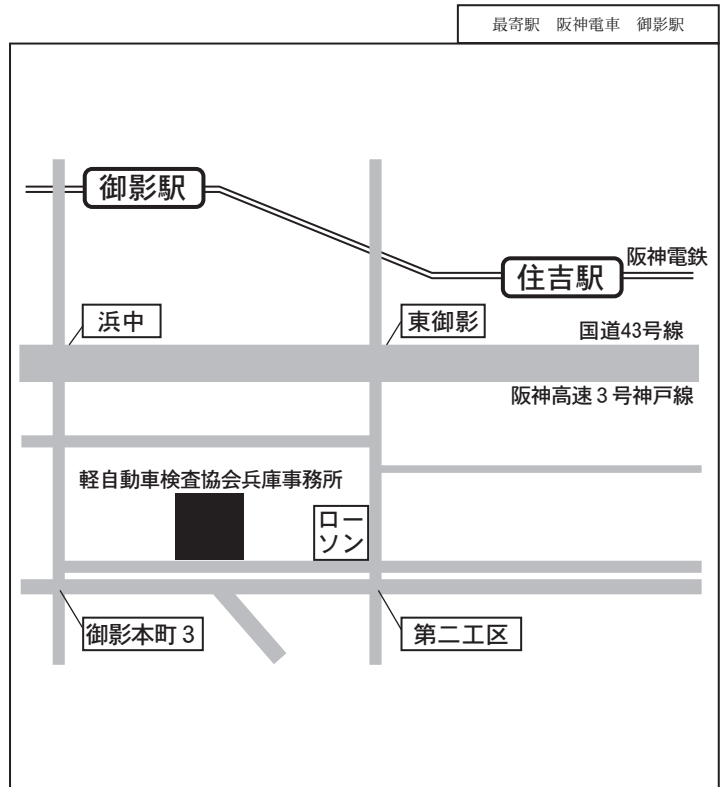 最寄駅　阪神電車　御影駅
御影駅
阪神電鉄
住吉駅
浜中
東御影
国道43号線
阪神高速３号神戸線
軽自動車検査協会兵庫事務所
ロー
ソン
御影本町３
第二工区